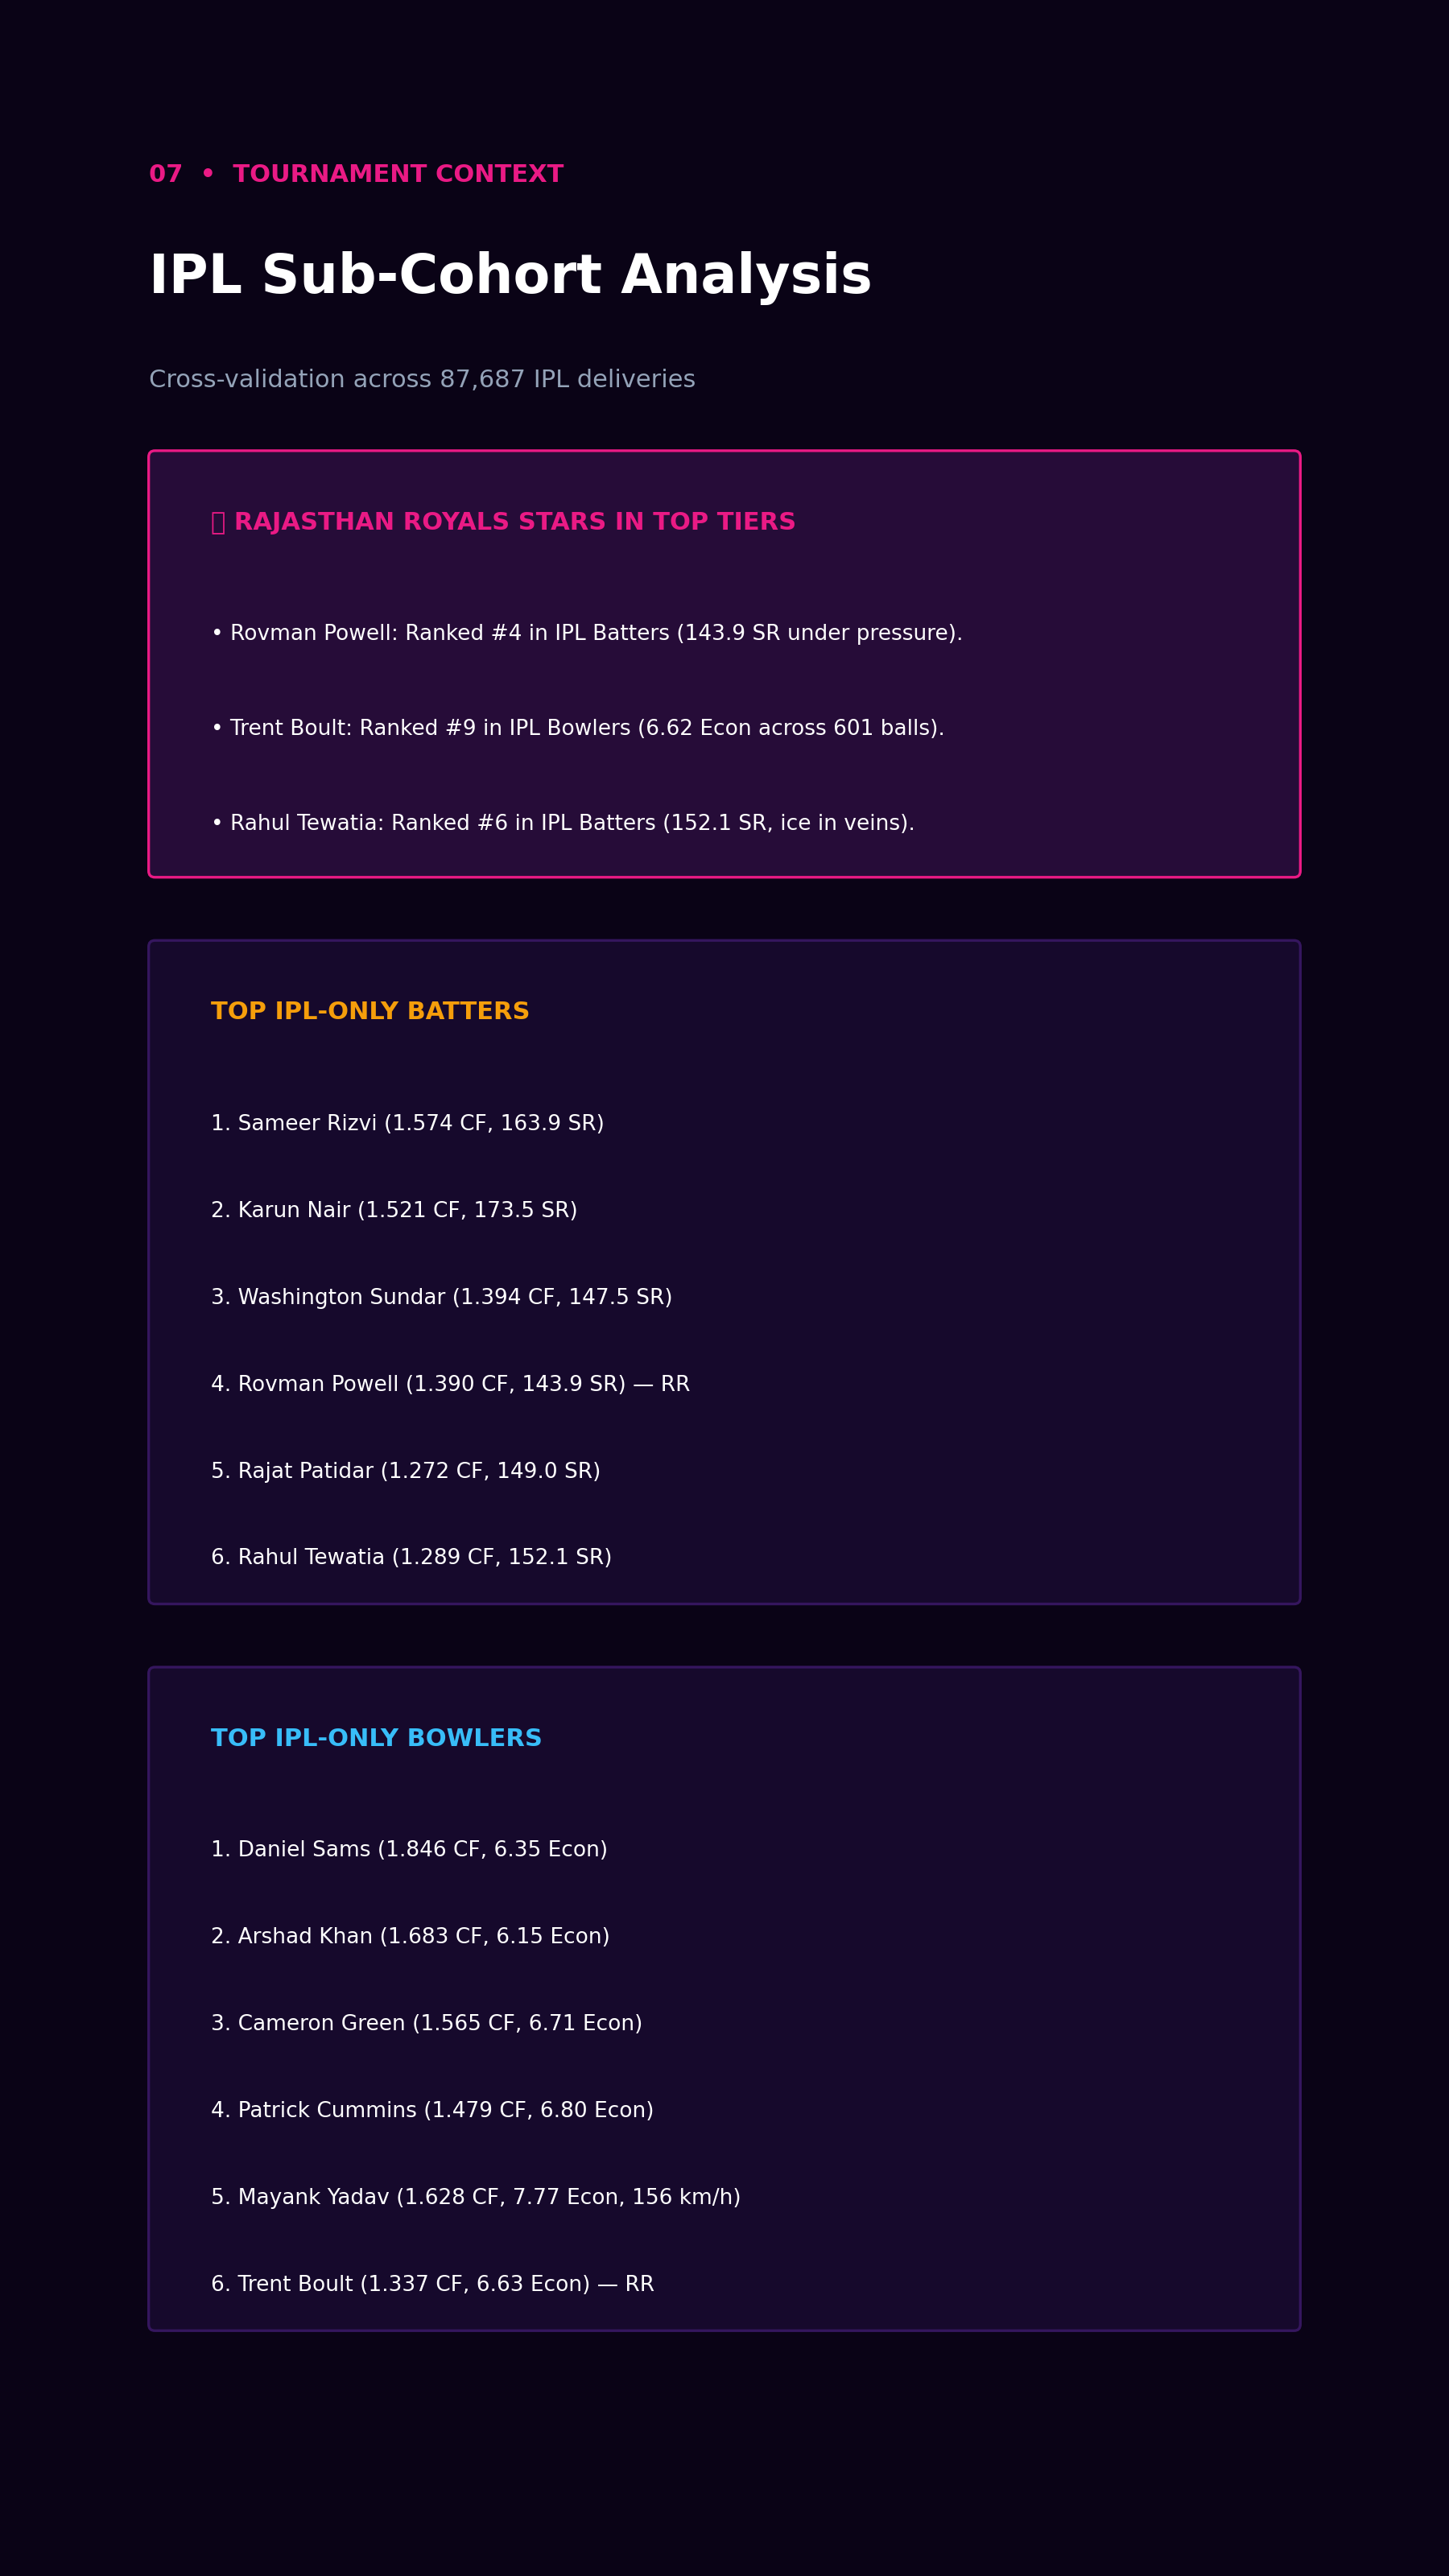 07 • TOURNAMENT CONTEXT
IPL Sub-Cohort Analysis
Cross-validation across 87,687 IPL deliveries
RAJASTHAN ROYALS STARS IN TOP TIERS
• Rovman Powell: Ranked #4 in IPL Batters (143.9 SR under pressure).
• Trent Boult: Ranked #9 in IPL Bowlers (6.62 Econ across 601 balls).
• Rahul Tewatia: Ranked #6 in IPL Batters (152.1 SR, ice in veins).
TOP IPL-ONLY BATTERS
1. Sameer Rizvi (1.574 CF, 163.9 SR)
2. Karun Nair (1.521 CF, 173.5 SR)
3. Washington Sundar (1.394 CF, 147.5 SR)
4. Rovman Powell (1.390 CF, 143.9 SR) — RR
5. Rajat Patidar (1.272 CF, 149.0 SR)
6. Rahul Tewatia (1.289 CF, 152.1 SR)
TOP IPL-ONLY BOWLERS
1. Daniel Sams (1.846 CF, 6.35 Econ)
2. Arshad Khan (1.683 CF, 6.15 Econ)
3. Cameron Green (1.565 CF, 6.71 Econ)
4. Patrick Cummins (1.479 CF, 6.80 Econ)
5. Mayank Yadav (1.628 CF, 7.77 Econ, 156 km/h)
6. Trent Boult (1.337 CF, 6.63 Econ) — RR